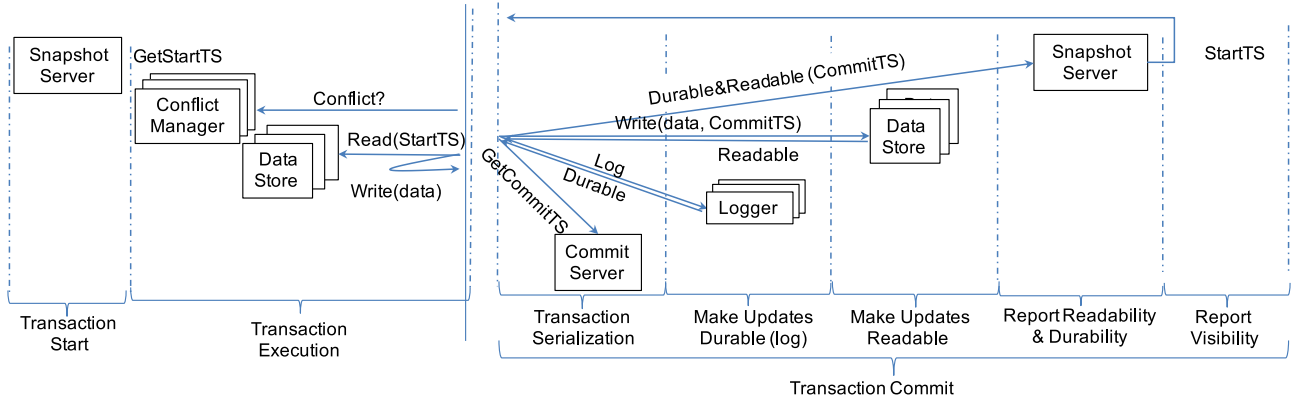 Snapshot
Server
GetStartTS
Conflict
Manager
Conflict?
Data
Store
Read(StartTS)
Write(data)
Durable&Readable (CommitTS)
Write(data, CommitTS)
Readable
Log
Durable
GetCommitTS
Logger
Commit
Server
Data
Store
Snapshot
Server
StartTS
Transaction
Start
Transaction
Execution
Transaction
Serialization
Make Updates
Durable (log)
Make Updates
Readable
Report Readability
& Durability
Report
Visibility
Transaction Commit